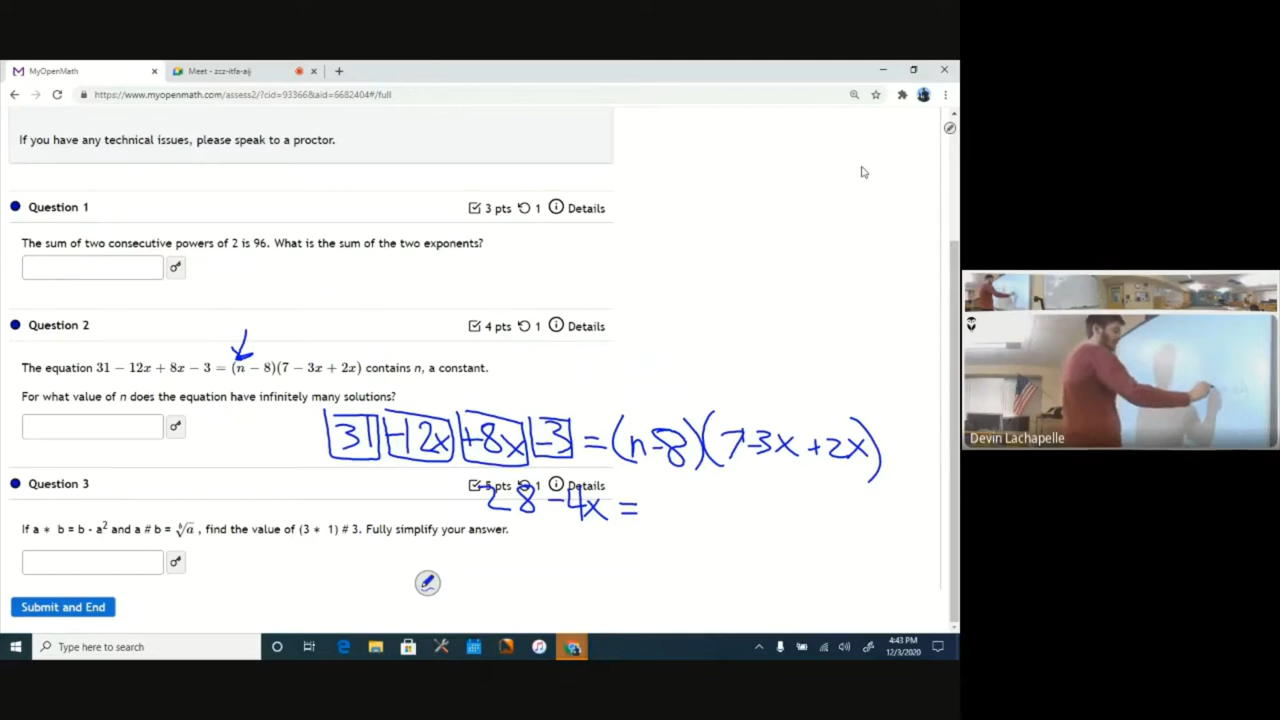 MyOpenMath
Meet - zcz-itfa-aij
https://www.myopenmath.com/assess2/?cid=93366&aid=6682404#/full
If you have any technical issues, please speak to a proctor.
Question 1
3 pts 1 Details
The sum of two consecutive powers of 2 is 96. What is the sum of the two exponents?
Question 2
4 pts 1 Details
The equation 31 − 12x + 8x − 3 = (n − 8)(7 − 3x + 2x) contains n, a constant.
For what value of n does the equation have infinitely many solutions?
31 -12x +8x -3 = (n-8)(7-3x+2x)
Question 3
5 pts 1 Details
28 -4x =
If a * b = b - a² and a # b = ᵇ√a , find the value of (3 * 1) # 3. Fully simplify your answer.
Submit and End
Devin Lachapelle
Type here to search
4:43 PM
12/3/2020